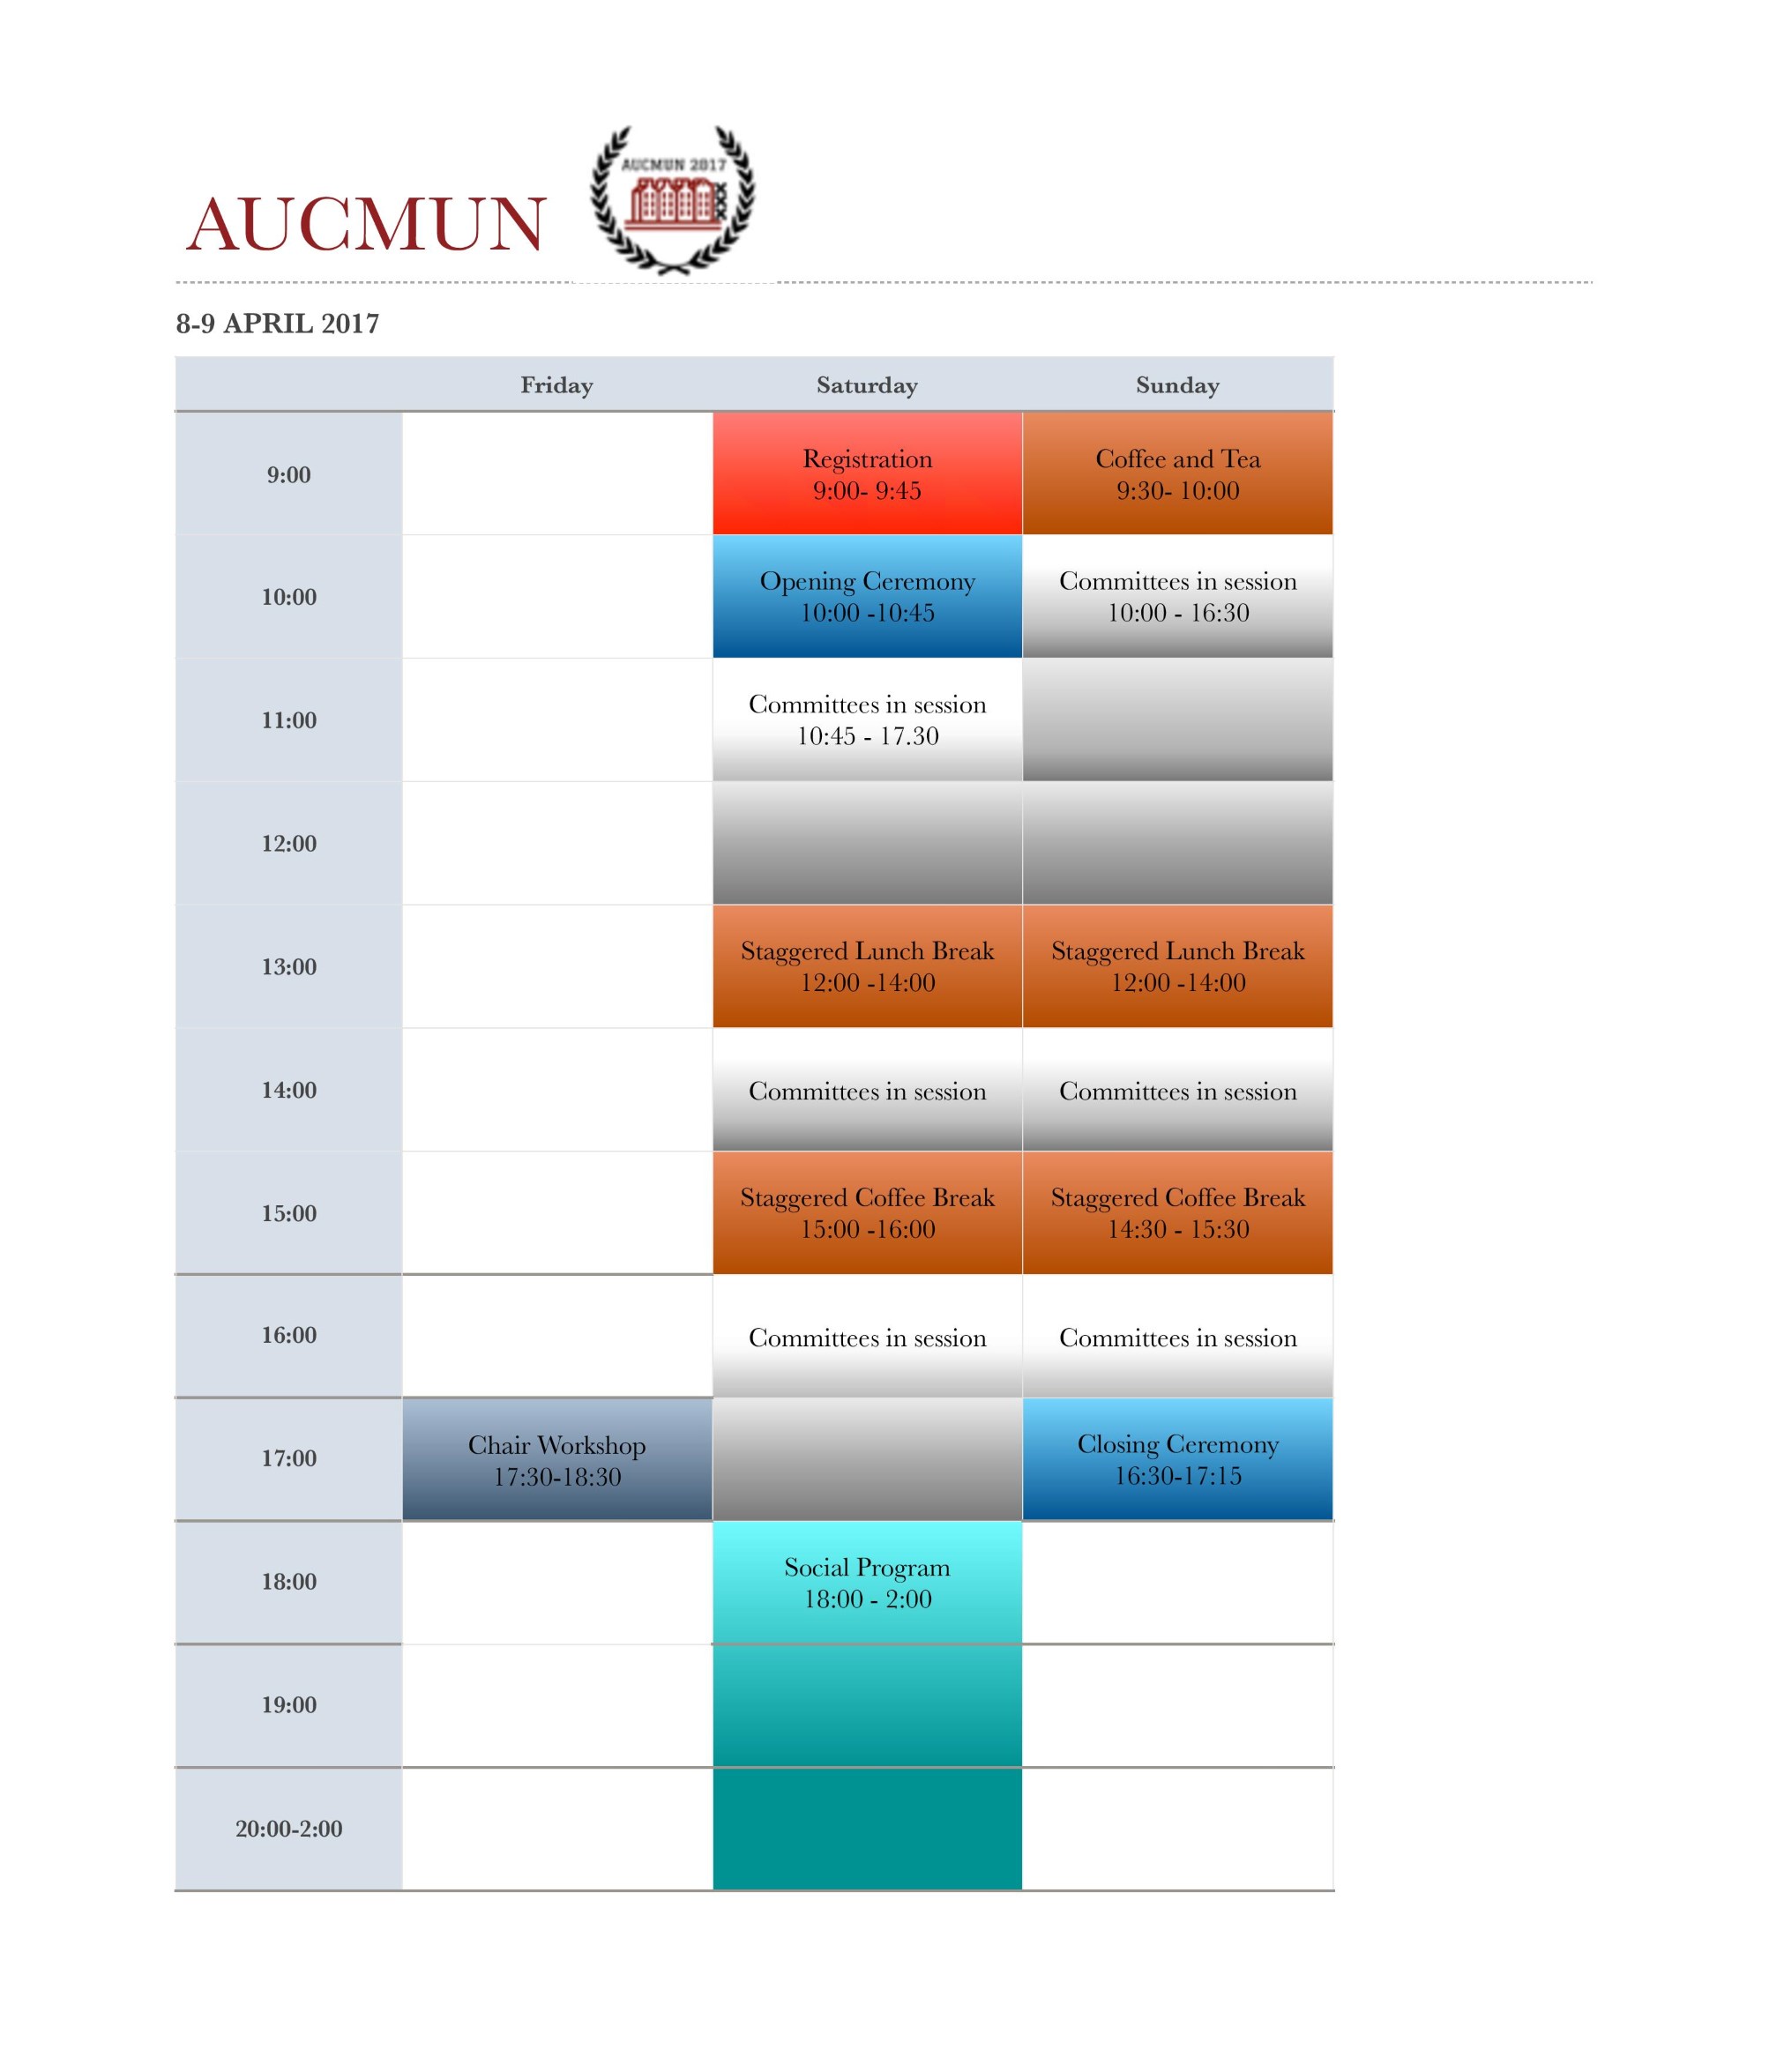 AUCMUN
AUCMUN 2017
XXX
8-9 APRIL 2017
Friday Saturday Sunday
9:00
Registration
9:00- 9:45
Coffee and Tea
9:30- 10:00
10:00
Opening Ceremony
10:00 -10:45
Committees in session
10:00 - 16:30
11:00
Committees in session
10:45 - 17.30
12:00
13:00
Staggered Lunch Break
12:00 -14:00
Staggered Lunch Break
12:00 -14:00
14:00
Committees in session
Committees in session
15:00
Staggered Coffee Break
15:00 -16:00
Staggered Coffee Break
14:30 - 15:30
16:00
Committees in session
Committees in session
17:00
Chair Workshop
17:30-18:30
Closing Ceremony
16:30-17:15
18:00
Social Program
18:00 - 2:00
19:00
20:00-2:00